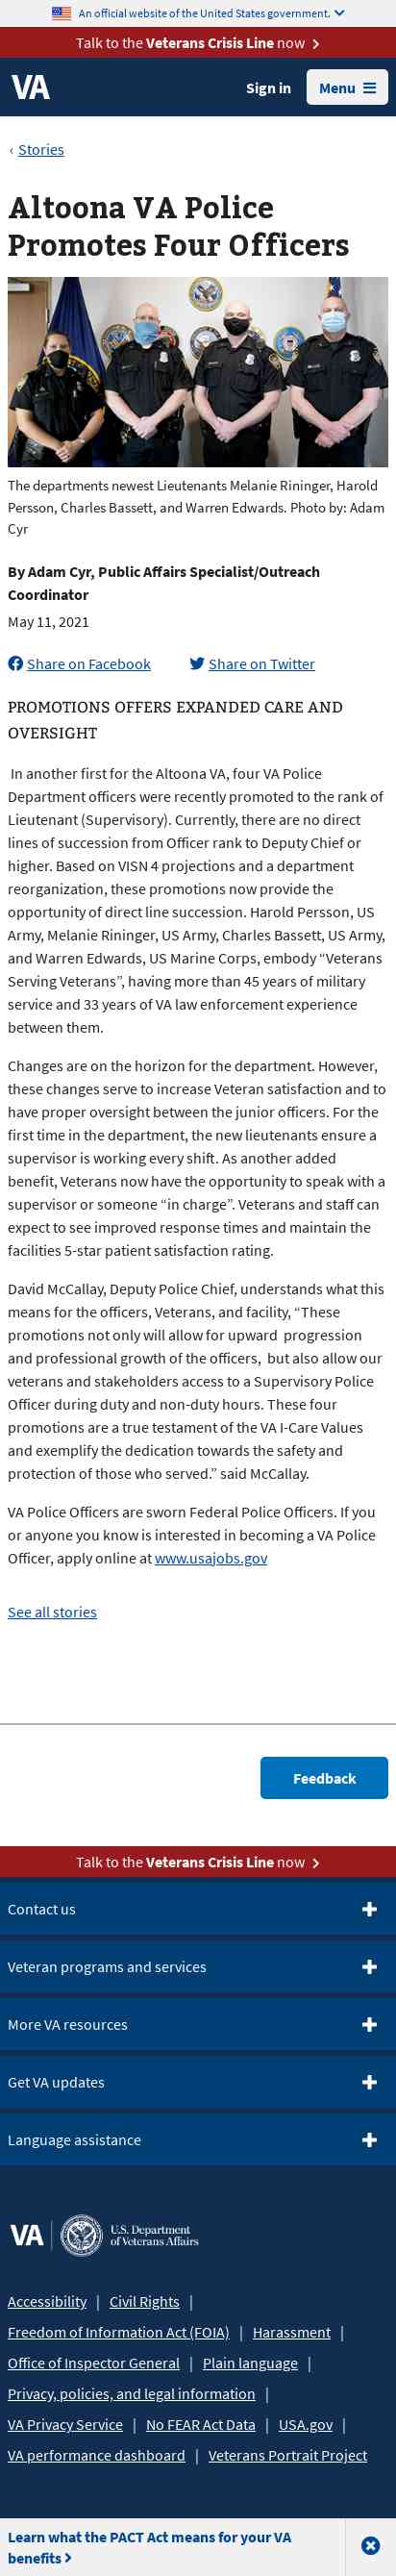 An official website of the United States government.
Talk to the Veterans Crisis Line now
VA
Sign in
Menu
‹ Stories
Altoona VA Police
Promotes Four Officers
The departments newest Lieutenants Melanie Rininger, Harold
Persson, Charles Bassett, and Warren Edwards. Photo by: Adam
Cyr
By Adam Cyr, Public Affairs Specialist/Outreach
Coordinator
May 11, 2021
Share on Facebook
Share on Twitter
PROMOTIONS OFFERS EXPANDED CARE AND
OVERSIGHT
In another first for the Altoona VA, four VA Police
Department officers were recently promoted to the rank of
Lieutenant (Supervisory). Currently, there are no direct
lines of succession from Officer rank to Deputy Chief or
higher. Based on VISN 4 projections and a department
reorganization, these promotions now provide the
opportunity of direct line succession. Harold Persson, US
Army, Melanie Rininger, US Army, Charles Bassett, US Army,
and Warren Edwards, US Marine Corps, embody “Veterans
Serving Veterans”, having more than 45 years of military
service and 33 years of VA law enforcement experience
between them.
Changes are on the horizon for the department. However,
these changes serve to increase Veteran satisfaction and to
have proper oversight between the junior officers. For the
first time in the department, the new lieutenants ensure a
supervisor is working every shift. As another added
benefit, Veterans now have the opportunity to speak with a
supervisor or someone “in charge”. Veterans and staff can
expect to see improved response times and maintain the
facilities 5-star patient satisfaction rating.
David McCallay, Deputy Police Chief, understands what this
means for the officers, Veterans, and facility, “These
promotions not only will allow for upward progression
and professional growth of the officers, but also allow our
veterans and stakeholders access to a Supervisory Police
Officer during duty and non-duty hours. These four
promotions are a true testament of the VA I-Care Values
and exemplify the dedication towards the safety and
protection of those who served.” said McCallay.
VA Police Officers are sworn Federal Police Officers. If you
or anyone you know is interested in becoming a VA Police
Officer, apply online at www.usajobs.gov
See all stories
Feedback
Talk to the Veterans Crisis Line now
Contact us
Veteran programs and services
More VA resources
Get VA updates
Language assistance
VA U.S. Department
of Veterans Affairs
Accessibility | Civil Rights |
Freedom of Information Act (FOIA) | Harassment |
Office of Inspector General | Plain language |
Privacy, policies, and legal information |
VA Privacy Service | No FEAR Act Data | USA.gov |
VA performance dashboard | Veterans Portrait Project
Learn what the PACT Act means for your VA
benefits